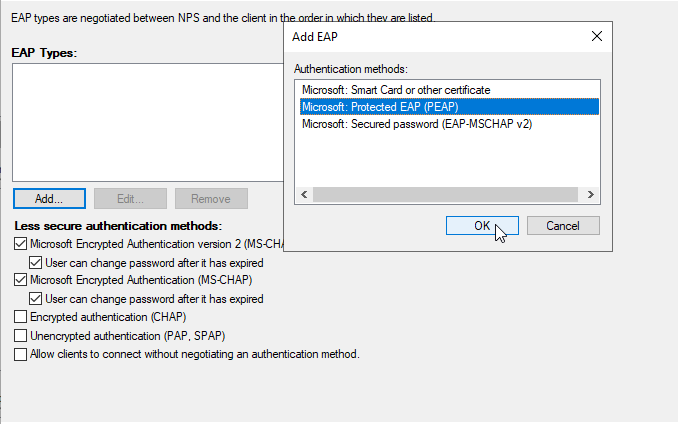 EAP types are negotiated between NPS and the client in the order in which they are listed.
Add EAP
EAP Types:
Authentication methods:
Microsoft: Smart Card or other certificate
Microsoft: Protected EAP (PEAP)
Microsoft: Secured password (EAP-MSCHAP v2)
Add...
Edit...
Remove
OK
Cancel
Less secure authentication methods:
Microsoft Encrypted Authentication version 2 (MS-CHA
User can change password after it has expired
Microsoft Encrypted Authentication (MS-CHAP)
User can change password after it has expired
Encrypted authentication (CHAP)
Unencrypted authentication (PAP, SPAP)
Allow clients to connect without negotiating an authentication method.